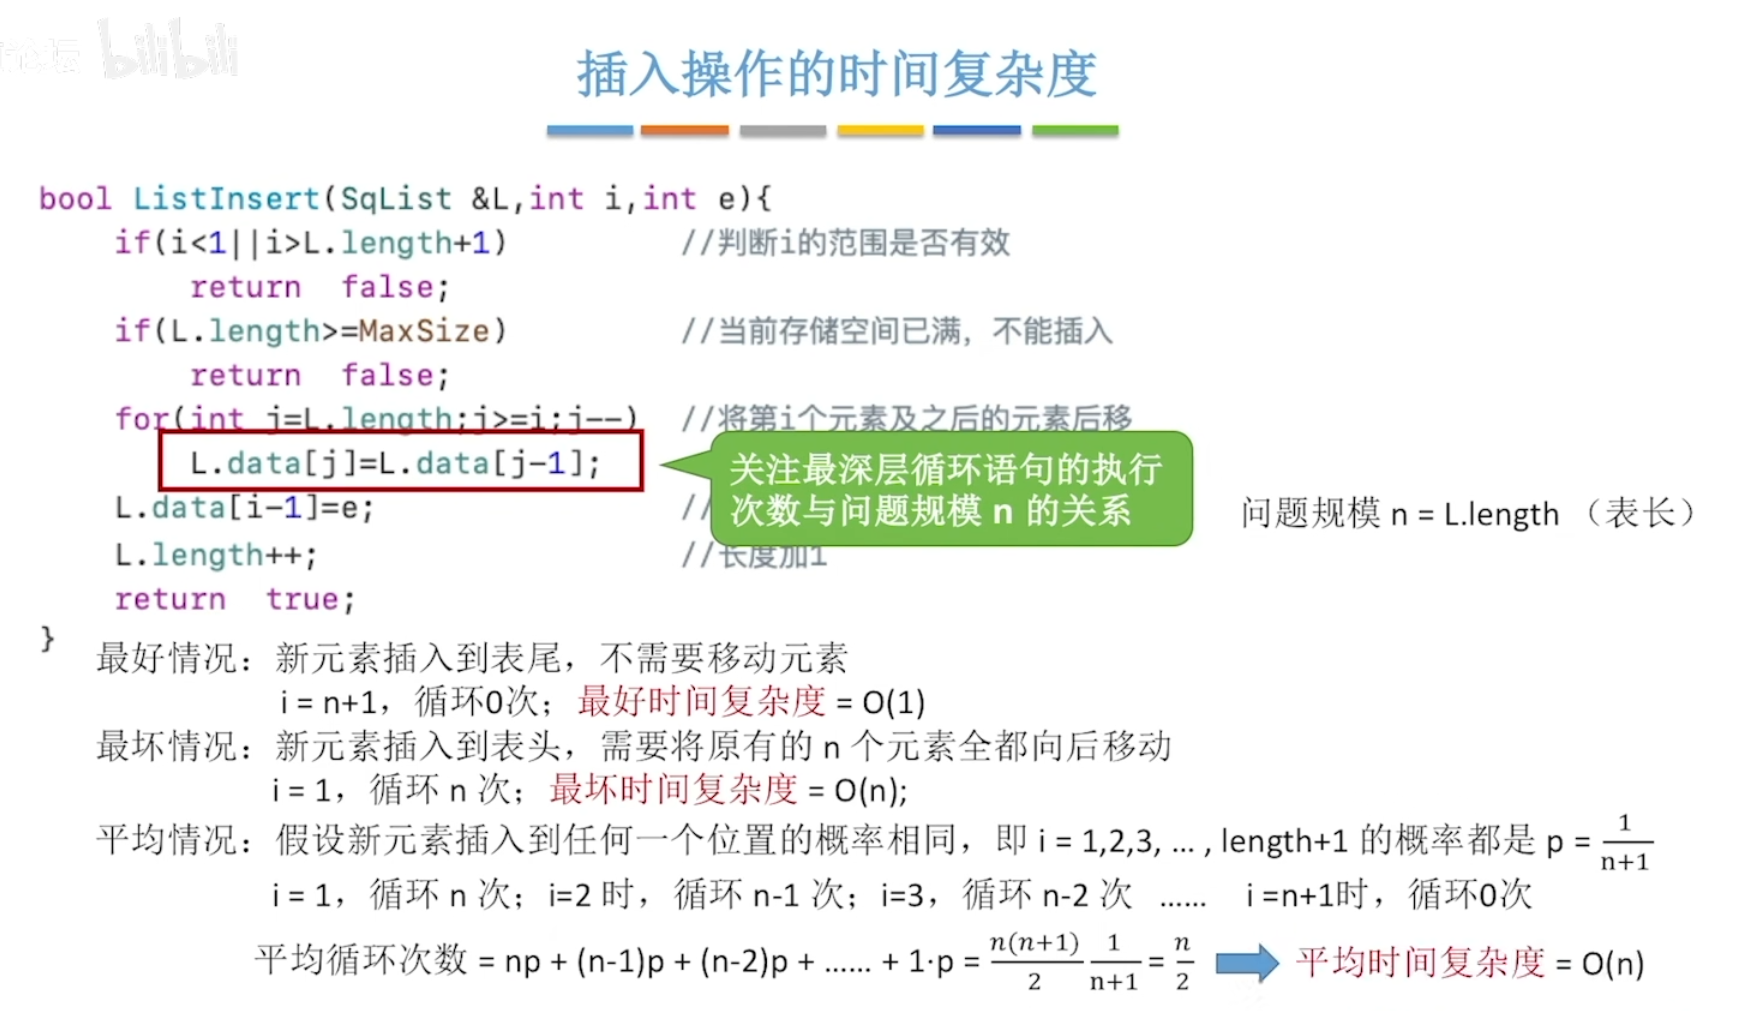 论坛 bilibili
插入操作的时间复杂度
bool ListInsert(SqList &L,int i,int e){
if(i<1||i>L.length+1) //判断i的范围是否有效
return false;
if(L.length>=MaxSize) //当前存储空间已满，不能插入
return false;
for(int j=L.length;j>=i;j--) //将第i个元素及之后的元素后移
L.data[j]=L.data[j-1];
关注最深层循环语句的执行
次数与问题规模 n 的关系
L.data[i-1]=e; //
问题规模 n = L.length （表长）
L.length++; //长度加1
return true;
}
最好情况：新元素插入到表尾，不需要移动元素
i = n+1，循环0次；最好时间复杂度 = O(1)
最坏情况：新元素插入到表头，需要将原有的 n 个元素全都向后移动
i = 1，循环 n 次；最坏时间复杂度 = O(n);
平均情况：假设新元素插入到任何一个位置的概率相同，即 i = 1,2,3, … , length+1 的概率都是 p = 1/(n+1)
i = 1，循环 n 次；i=2 时，循环 n-1 次；i=3，循环 n-2 次 …… i =n+1时，循环0次
平均循环次数 = np + (n-1)p + (n-2)p + …… + 1·p = n(n+1)/2 1/(n+1) = n/2 平均时间复杂度 = O(n)